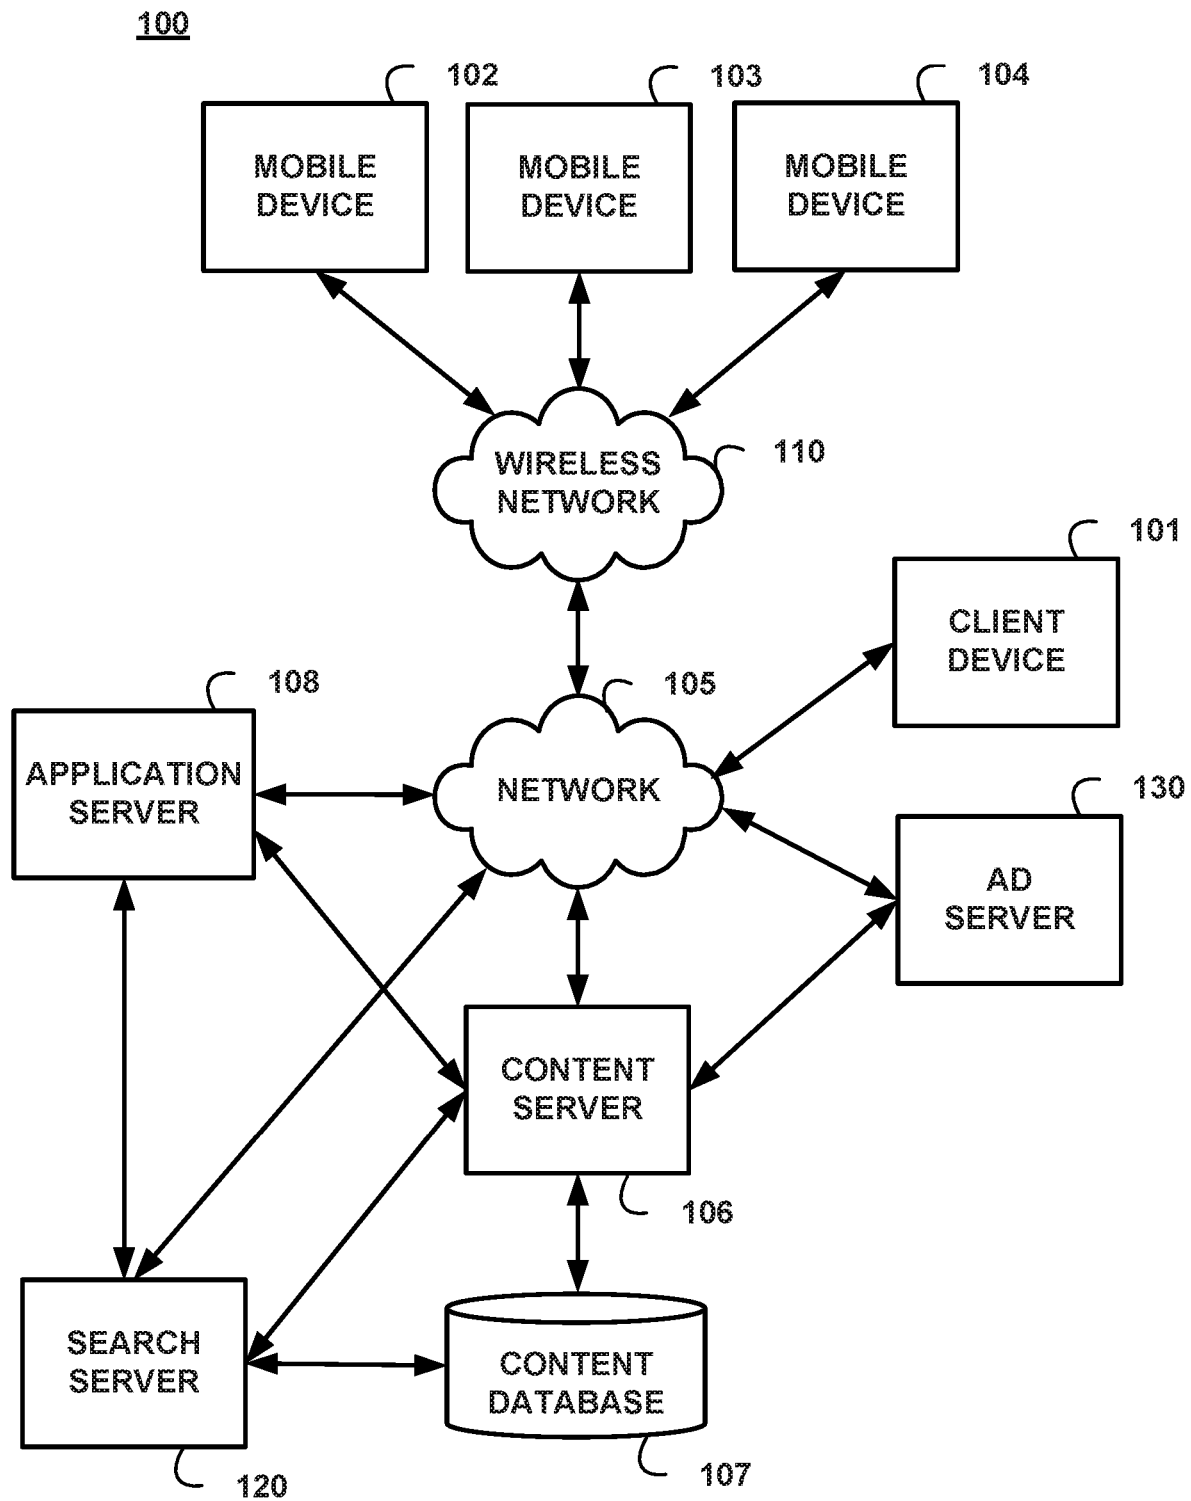 100
102
103
104
MOBILE
DEVICE
MOBILE
DEVICE
MOBILE
DEVICE
WIRELESS
NETWORK
110
101
CLIENT
DEVICE
108
105
APPLICATION
SERVER
NETWORK
130
AD
SERVER
CONTENT
SERVER
106
SEARCH
SERVER
CONTENT
DATABASE
120
107